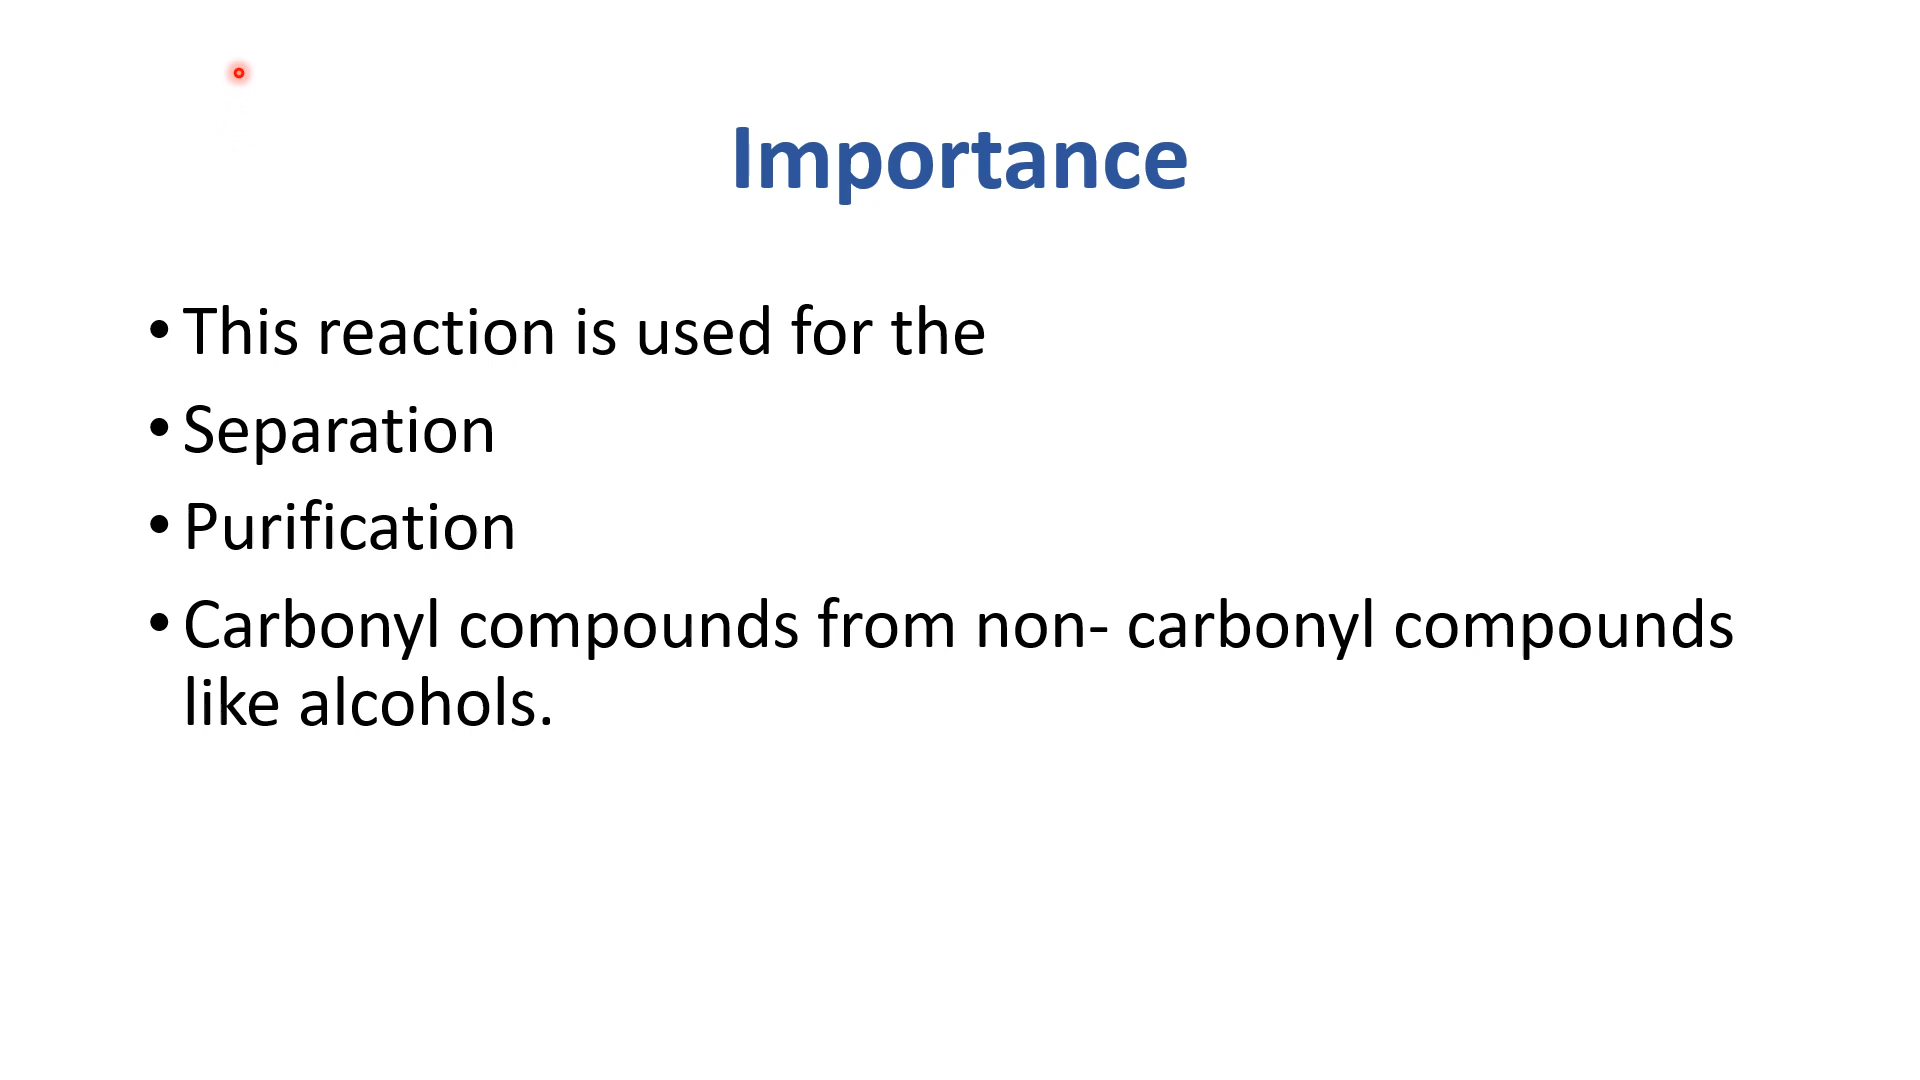 Importance
• This reaction is used for the
• Separation
• Purification
• Carbonyl compounds from non- carbonyl compounds
like alcohols.